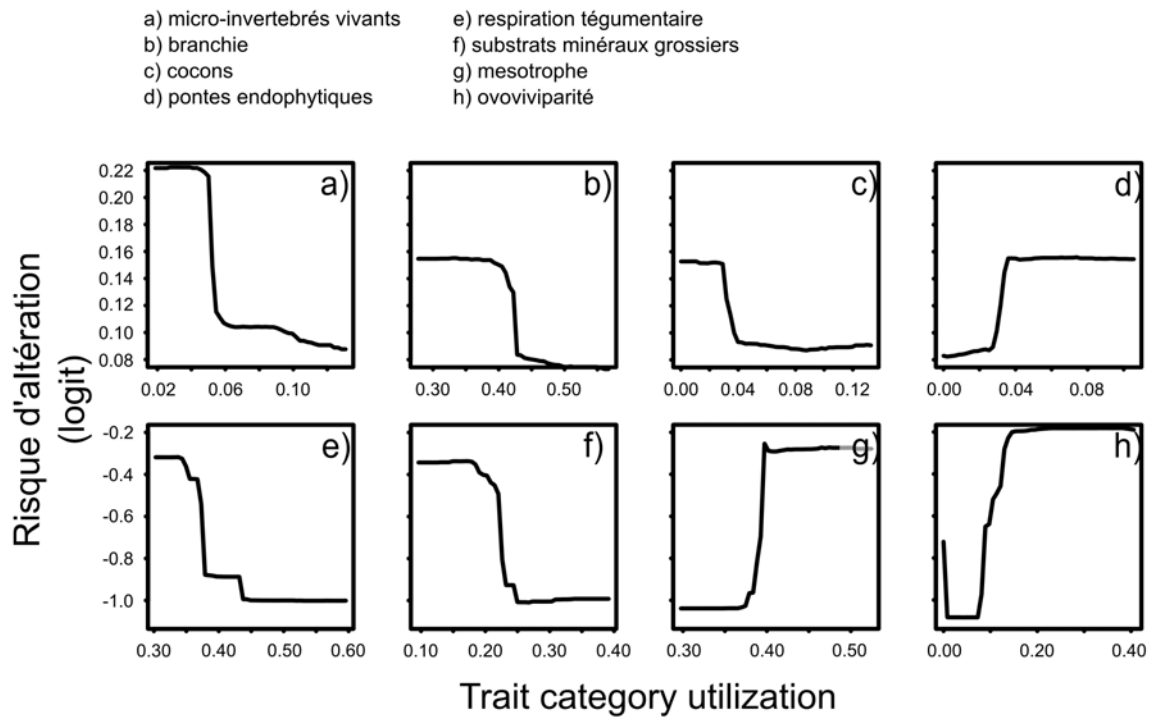 a) micro-invertebrés vivants
b) branchie
c) cocons
d) pontes endophytiques
e) respiration tégumentaire
f) substrats minéraux grossiers
g) mesotrophe
h) ovoviviparité
Risque d'altération
(logit)
0.22
0.20
0.18
0.16
0.14
0.12
0.10
0.08
a)
b)
c)
d)
0.02 0.06 0.10
0.30 0.40 0.50
0.00 0.04 0.08 0.12
0.00 0.04 0.08
-0.2
-0.4
-0.6
-0.8
-1.0
e)
f)
g)
h)
0.30 0.40 0.10 0.60
0.10 0.20 0.30 0.40
0.30 0.40 0.50
0.00 0.20 0.40
Trait category utilization